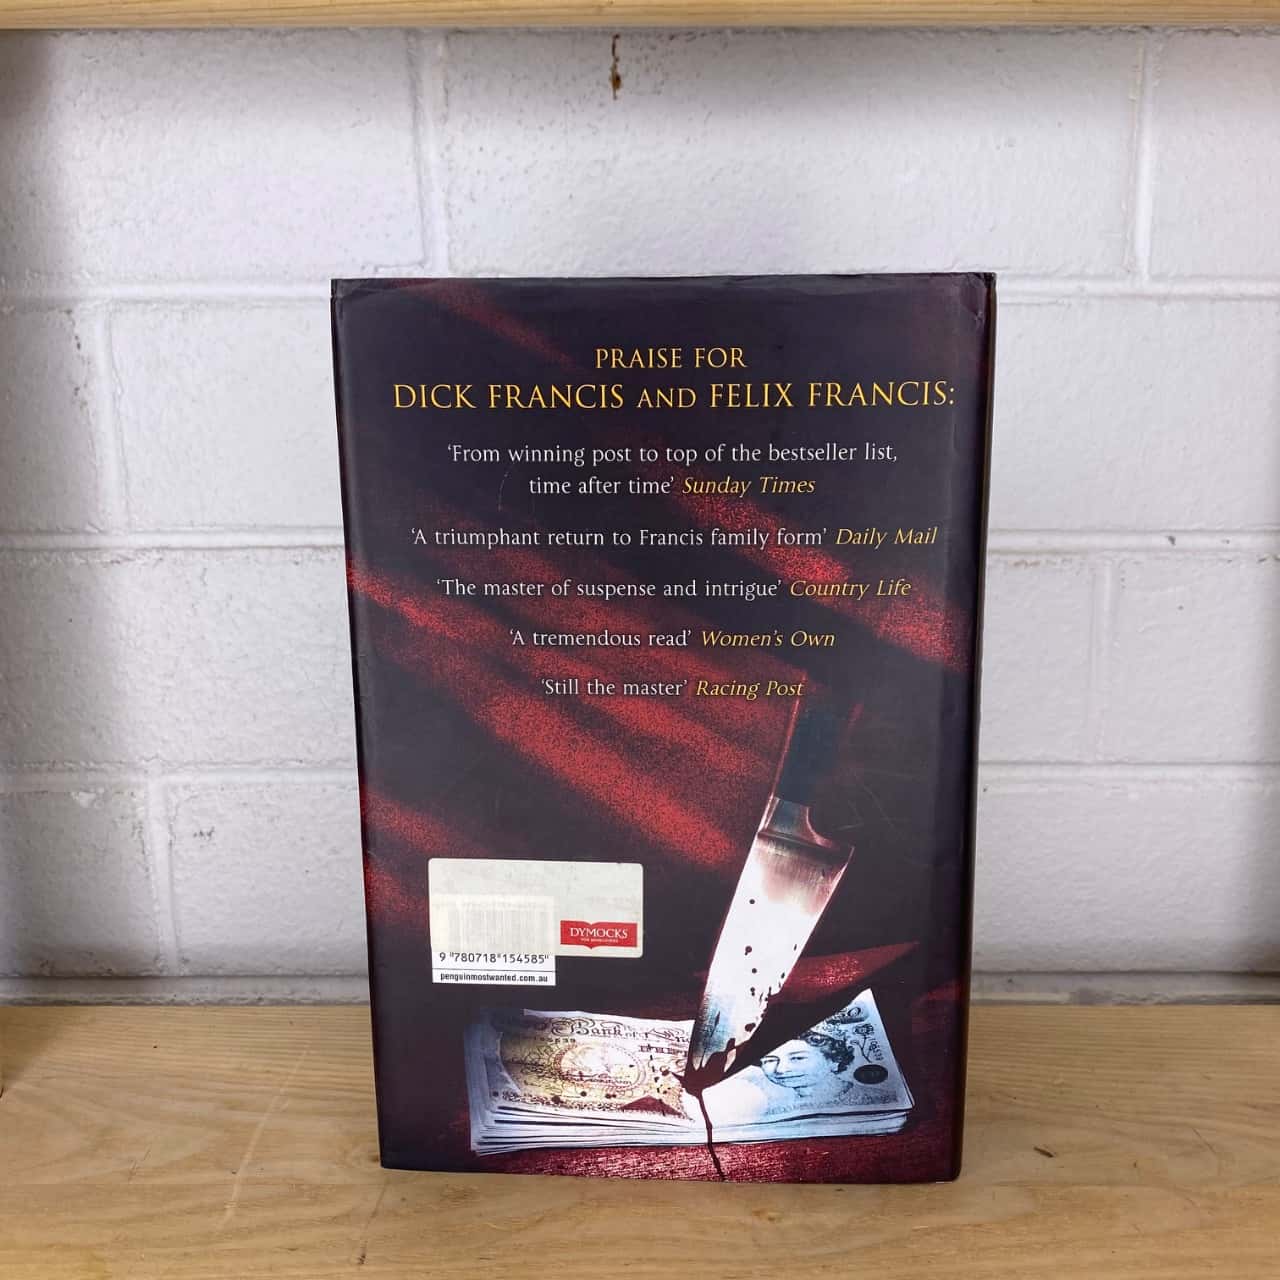 PRAISE FOR
DICK FRANCIS AND FELIX FRANCIS:
‘From winning post to top of the bestseller list,
time after time’ Sunday Times
‘A triumphant return to Francis family form’ Daily Mail
‘The master of suspense and intrigue’ Country Life
‘A tremendous read’ Women’s Own
‘Still the master’ Racing Post
DYMOCKS
9 780718 154585
penguinmostwanted.com.au
Bank of